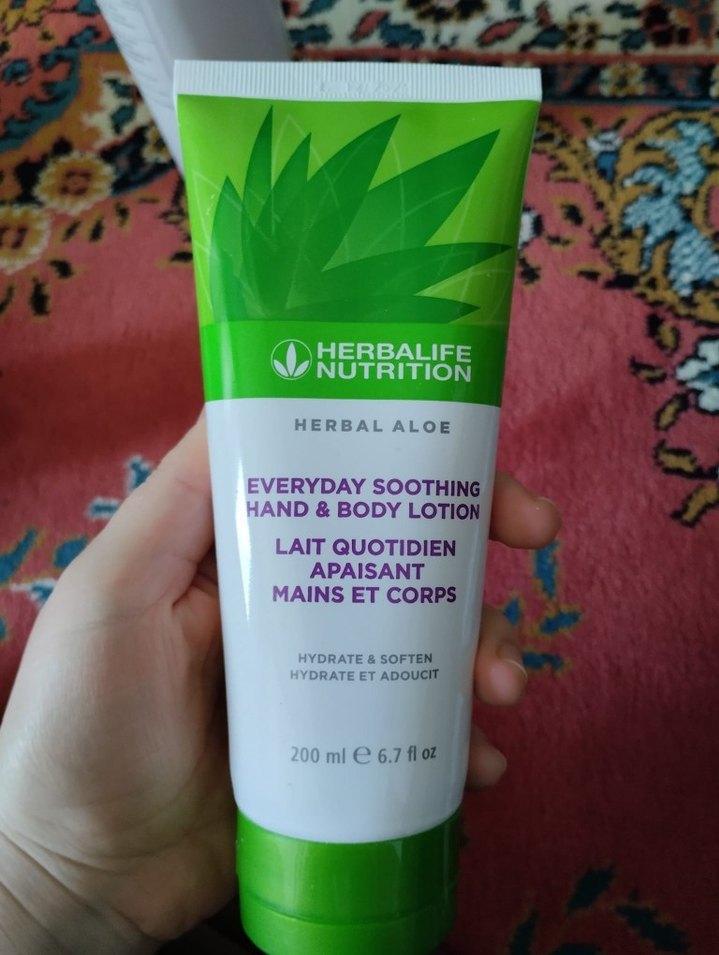 HERBALIFE
NUTRITION
HERBAL ALOE
EVERYDAY SOOTHING
HAND & BODY LOTION
LAIT QUOTIDIEN
APAISANT
MAINS ET CORPS
HYDRATE & SOFTEN
HYDRATE ET ADOUCIT
200 ml ℮ 6.7 fl oz